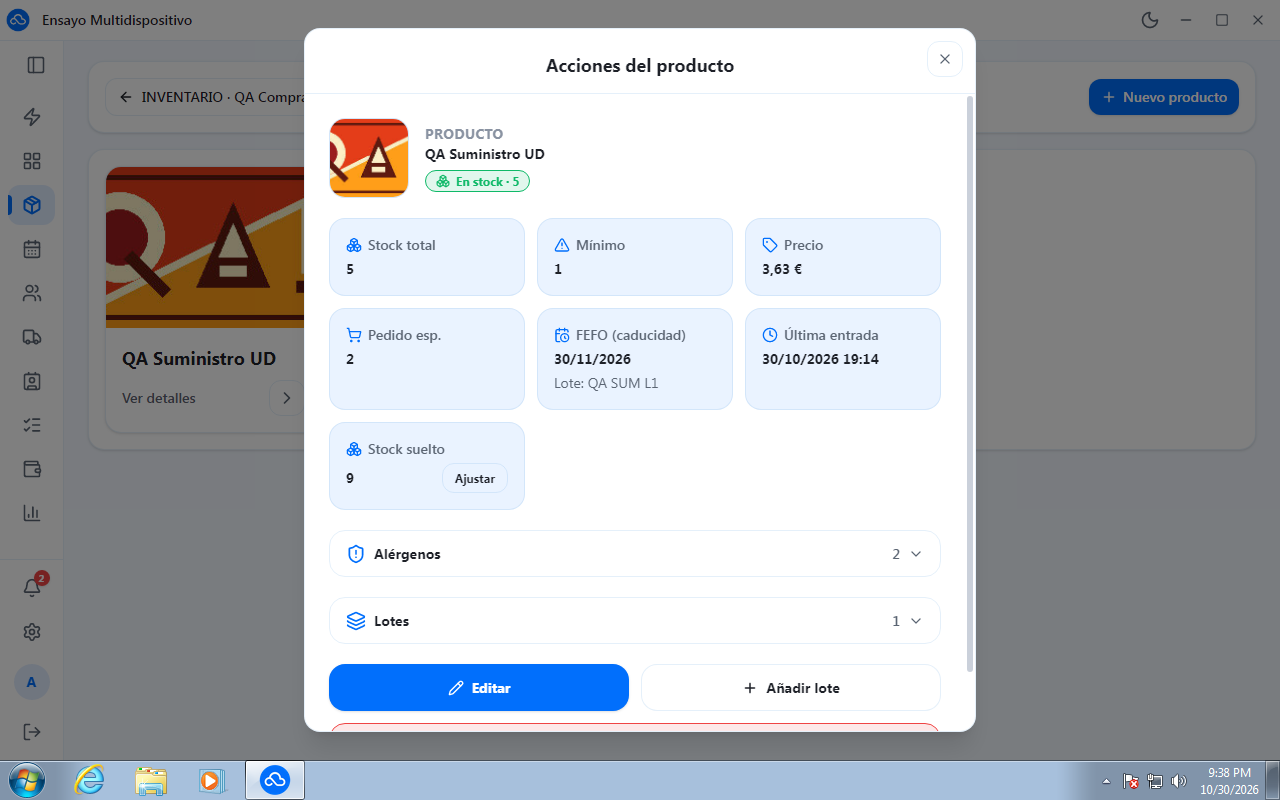 Ensayo Multidispositivo
Acciones del producto
INVENTARIO · QA Compra
Nuevo producto
PRODUCTO
QA Suministro UD
En stock · 5
Stock total
5
Mínimo
1
Precio
3,63 €
Pedido esp.
2
FEFO (caducidad)
30/11/2026
Lote: QA SUM L1
Última entrada
30/10/2026 19:14
QA Suministro UD
Ver detalles
Stock suelto
9
Ajustar
Alérgenos
2
Lotes
1
Editar
Añadir lote
2
A
9:38 PM
10/30/2026